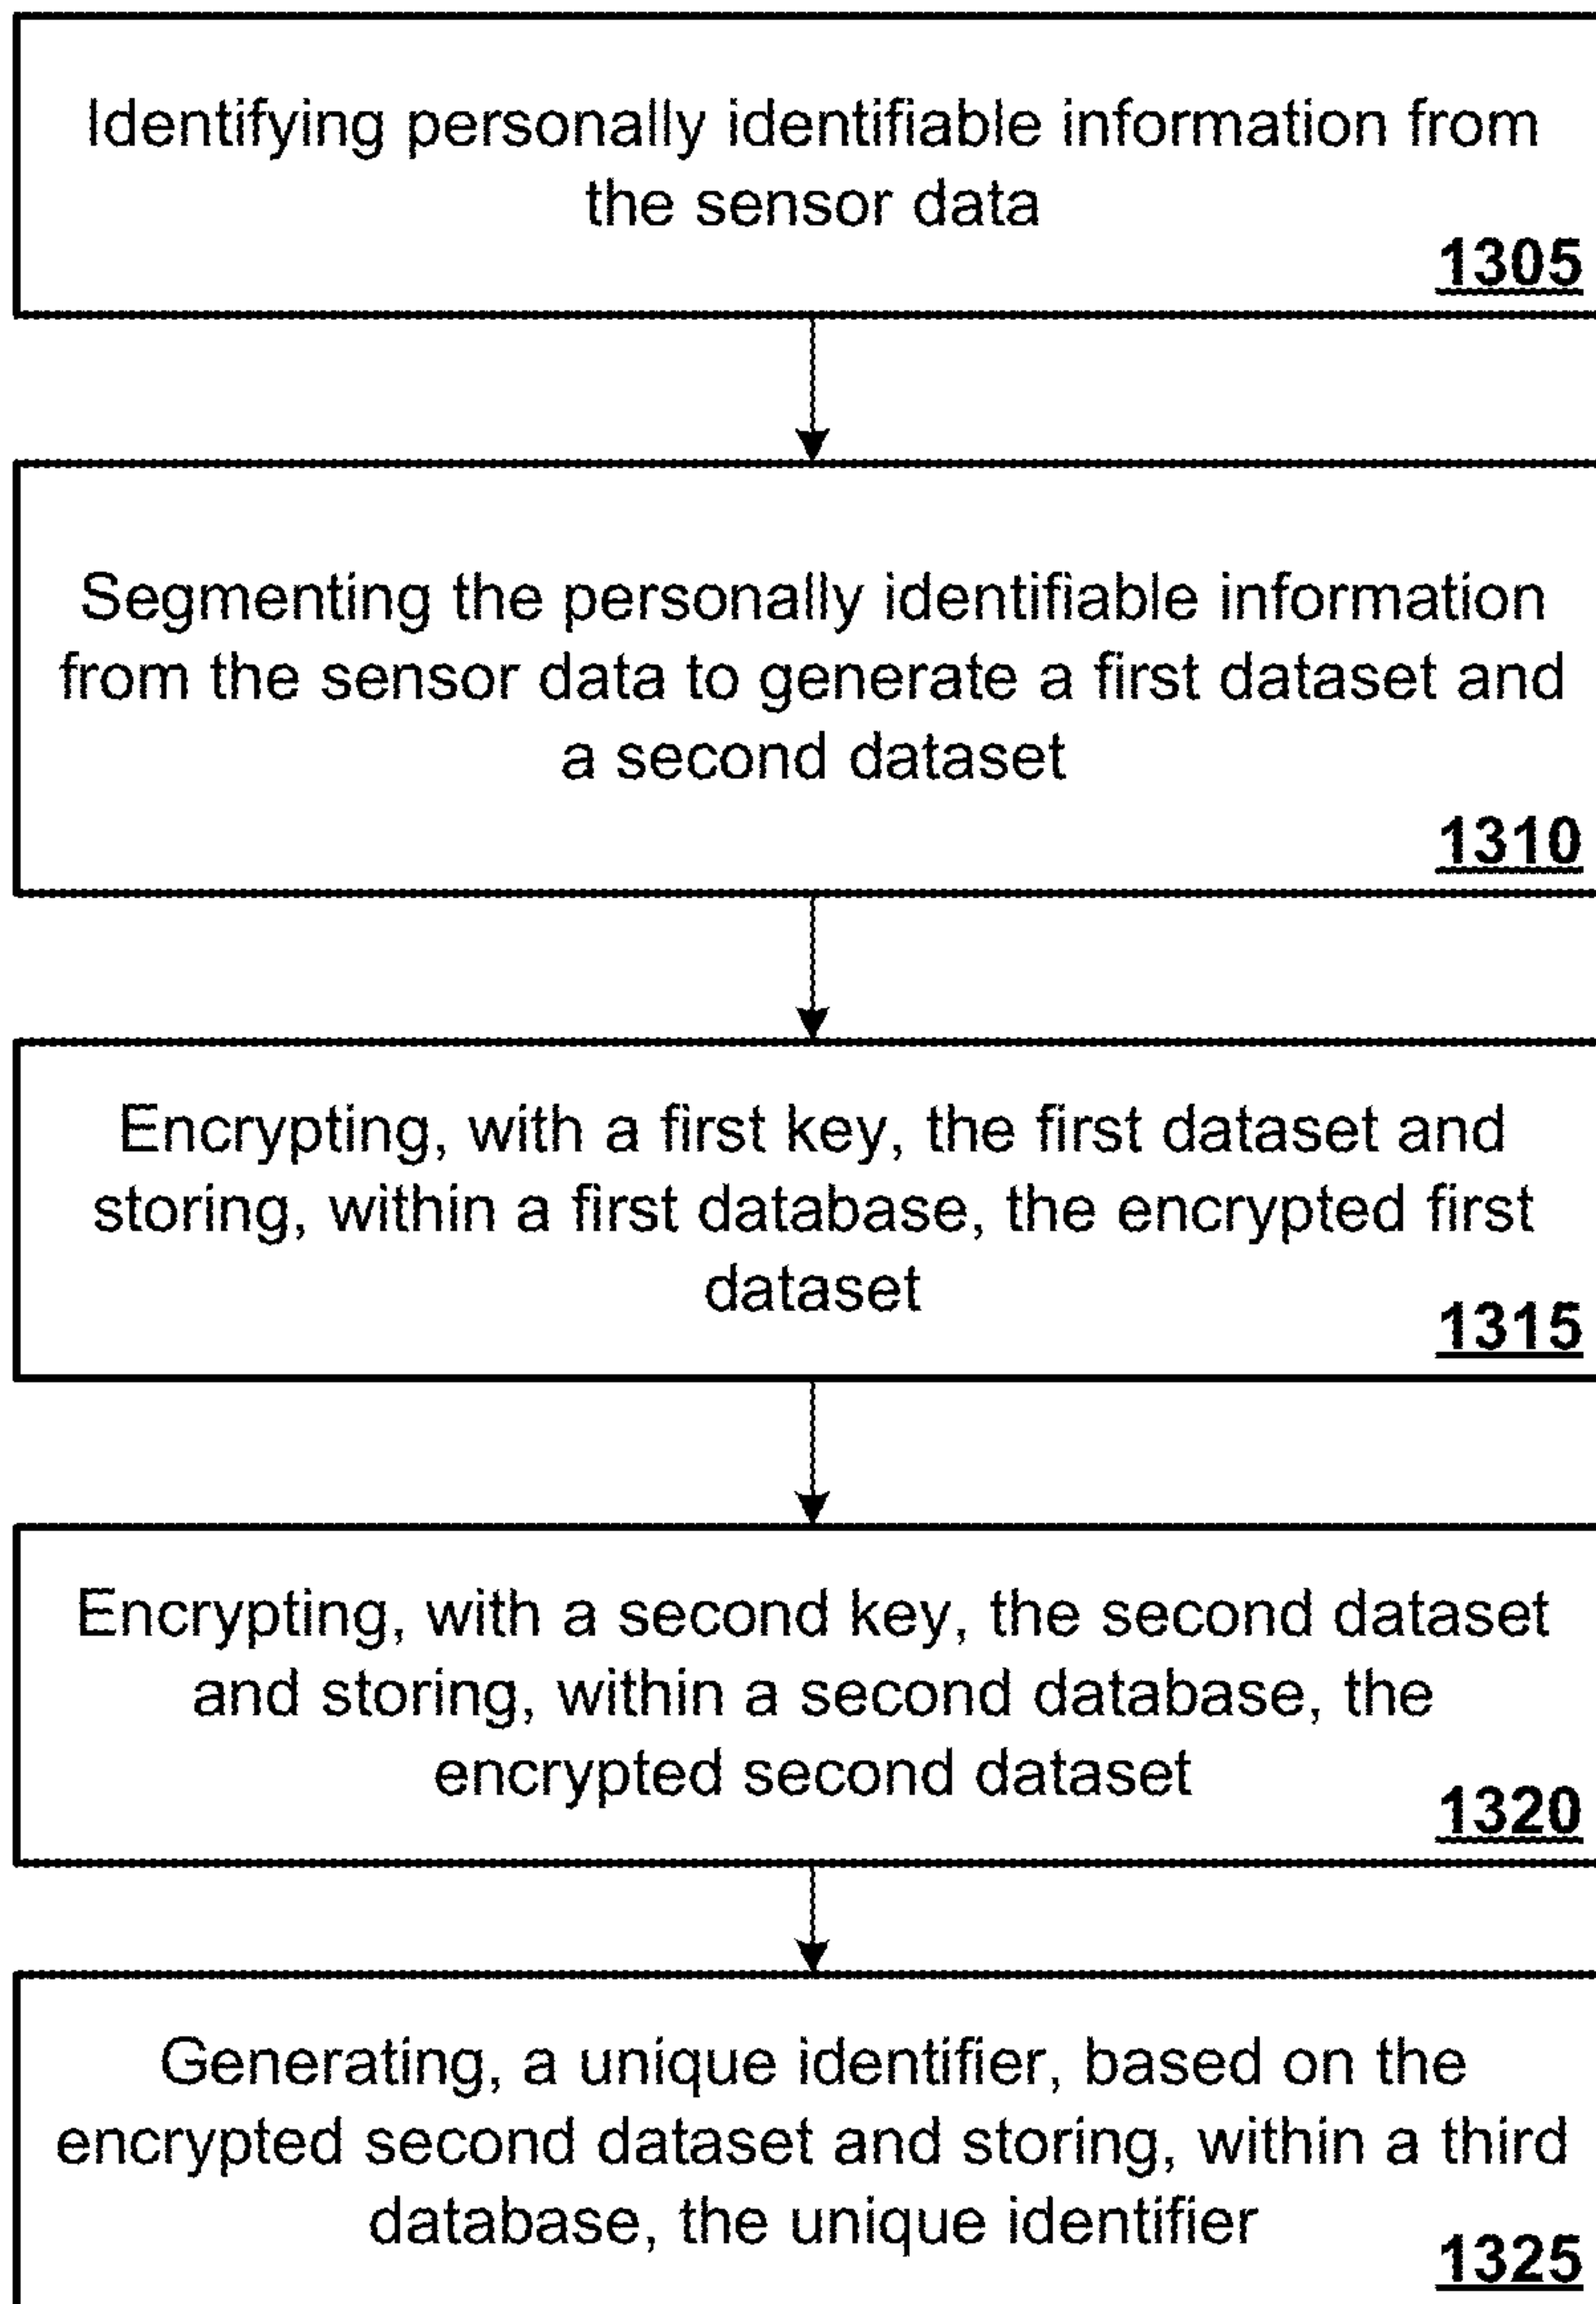 Identifying personally identifiable information from
the sensor data
1305
Segmenting the personally identifiable information
from the sensor data to generate a first dataset and
a second dataset
1310
Encrypting, with a first key, the first dataset and
storing, within a first database, the encrypted first
dataset
1315
Encrypting, with a second key, the second dataset
and storing, within a second database, the
encrypted second dataset
1320
Generating, a unique identifier, based on the
encrypted second dataset and storing, within a third
database, the unique identifier
1325